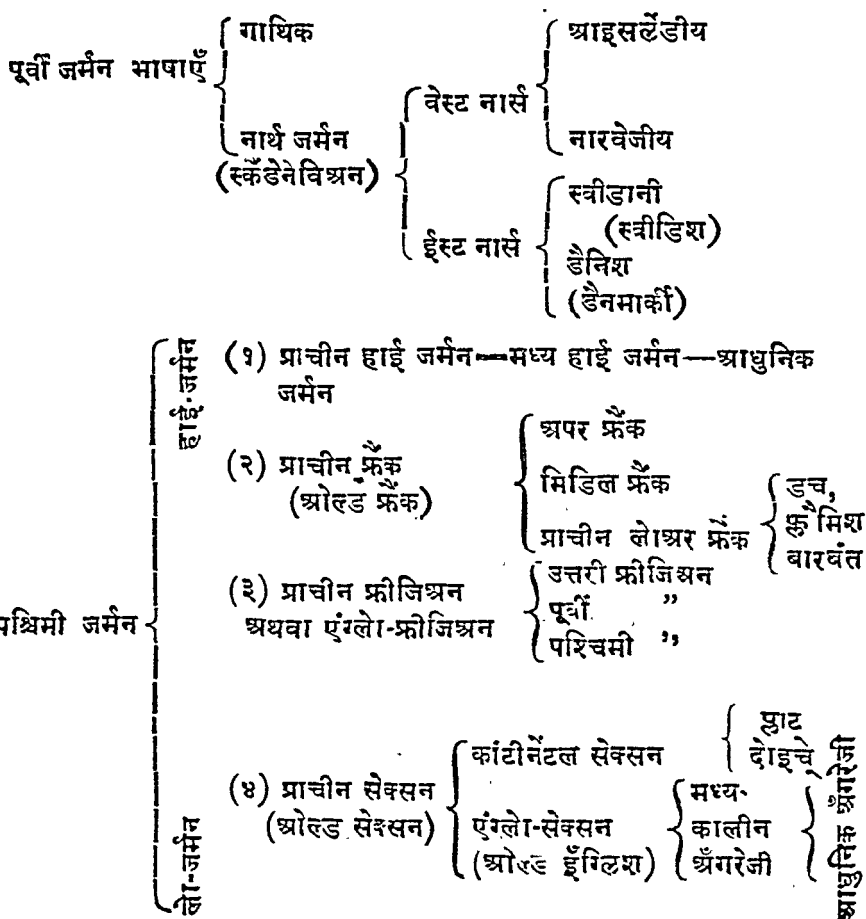 गाथिक
आइसलेंडीय
पूर्वी जर्मन भाषाएँ
वेस्ट नार्स
नार्थ जर्मन
नारवेजीय
(स्कैंडेनेविअन)
स्वीडानी
(स्वीडिश)
ईस्ट नार्स
डैनिश
(डैनमार्की)
हाई-जर्मन
(१) प्राचीन हाई जर्मन—मध्य हाई जर्मन—आधुनिक
जर्मन
अपर फ्रैंक
(२) प्राचीन फ्रैंक
(ओल्ड फ्रैंक)
मिडिल फ्रैंक
डच,
फ्लैमिश
प्राचीन लोअर फ्रैंक
बारबंत
उत्तरी फ्रीजिअन
(३) प्राचीन फ्रीजिअन
अथवा एंग्लो-फ्रीजिअन
पूर्वी ”
पश्चिमी ”
पश्चिमी जर्मन
प्लाट
कांटीनेंटल सेक्सन
दोइचे
(४) प्राचीन सेक्सन
(ओल्ड सेक्सन)
एंग्लो-सेक्सन
(ओल्ड इँग्लिश)
मध्य-
कालीन
अँगरेजी
आधुनिक अँगरेजी
लो-जर्मन